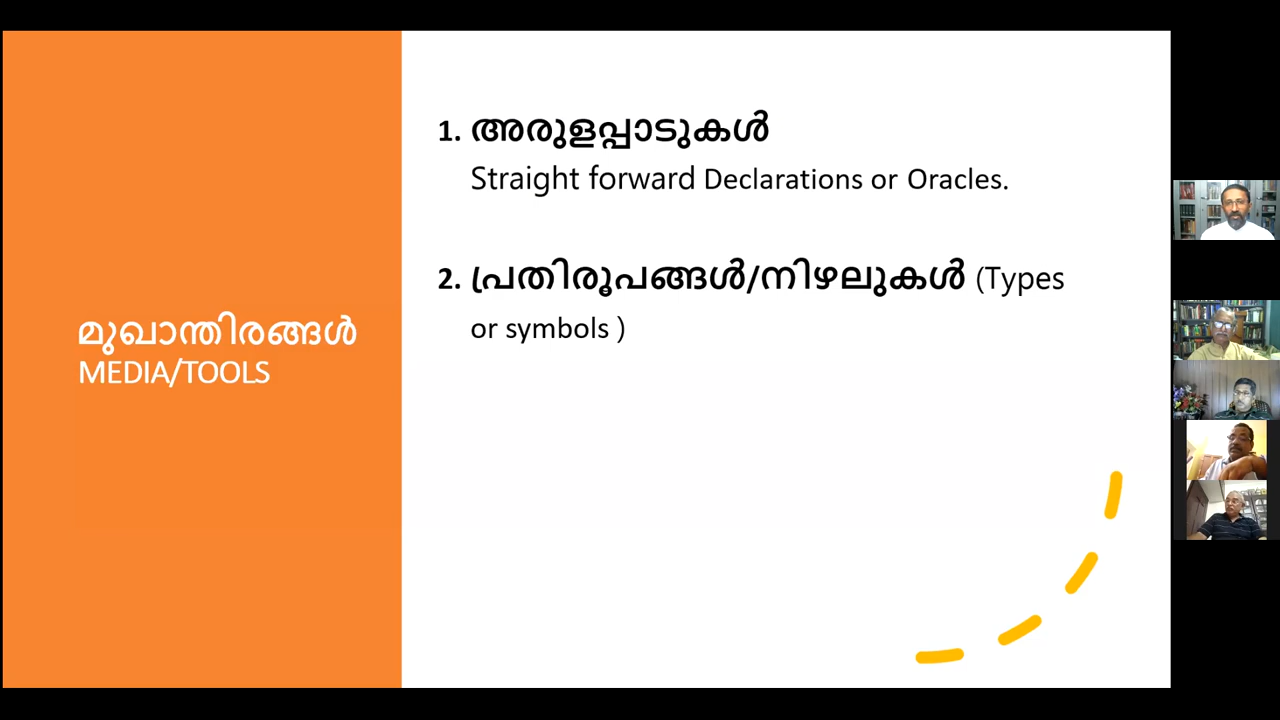 മുഖാന്തിരങ്ങൾ
MEDIA/TOOLS
1. അരുളപ്പാടുകൾ
Straight forward Declarations or Oracles.
2. പ്രതിരൂപങ്ങൾ/നിഴലുകൾ (Types
or symbols )